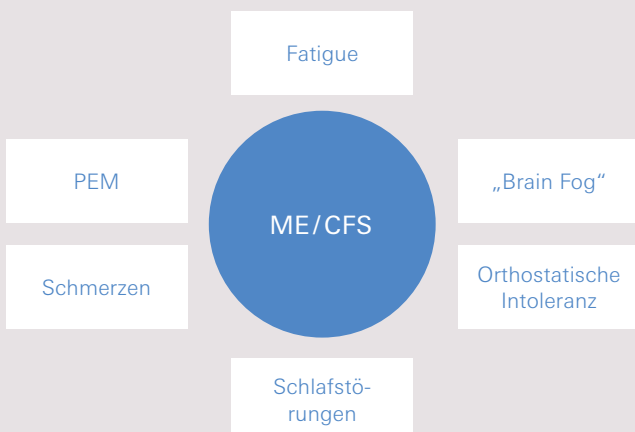 Fatigue
PEM
„Brain Fog“
ME/CFS
Schmerzen
Orthostatische
Intoleranz
Schlafstö-
rungen